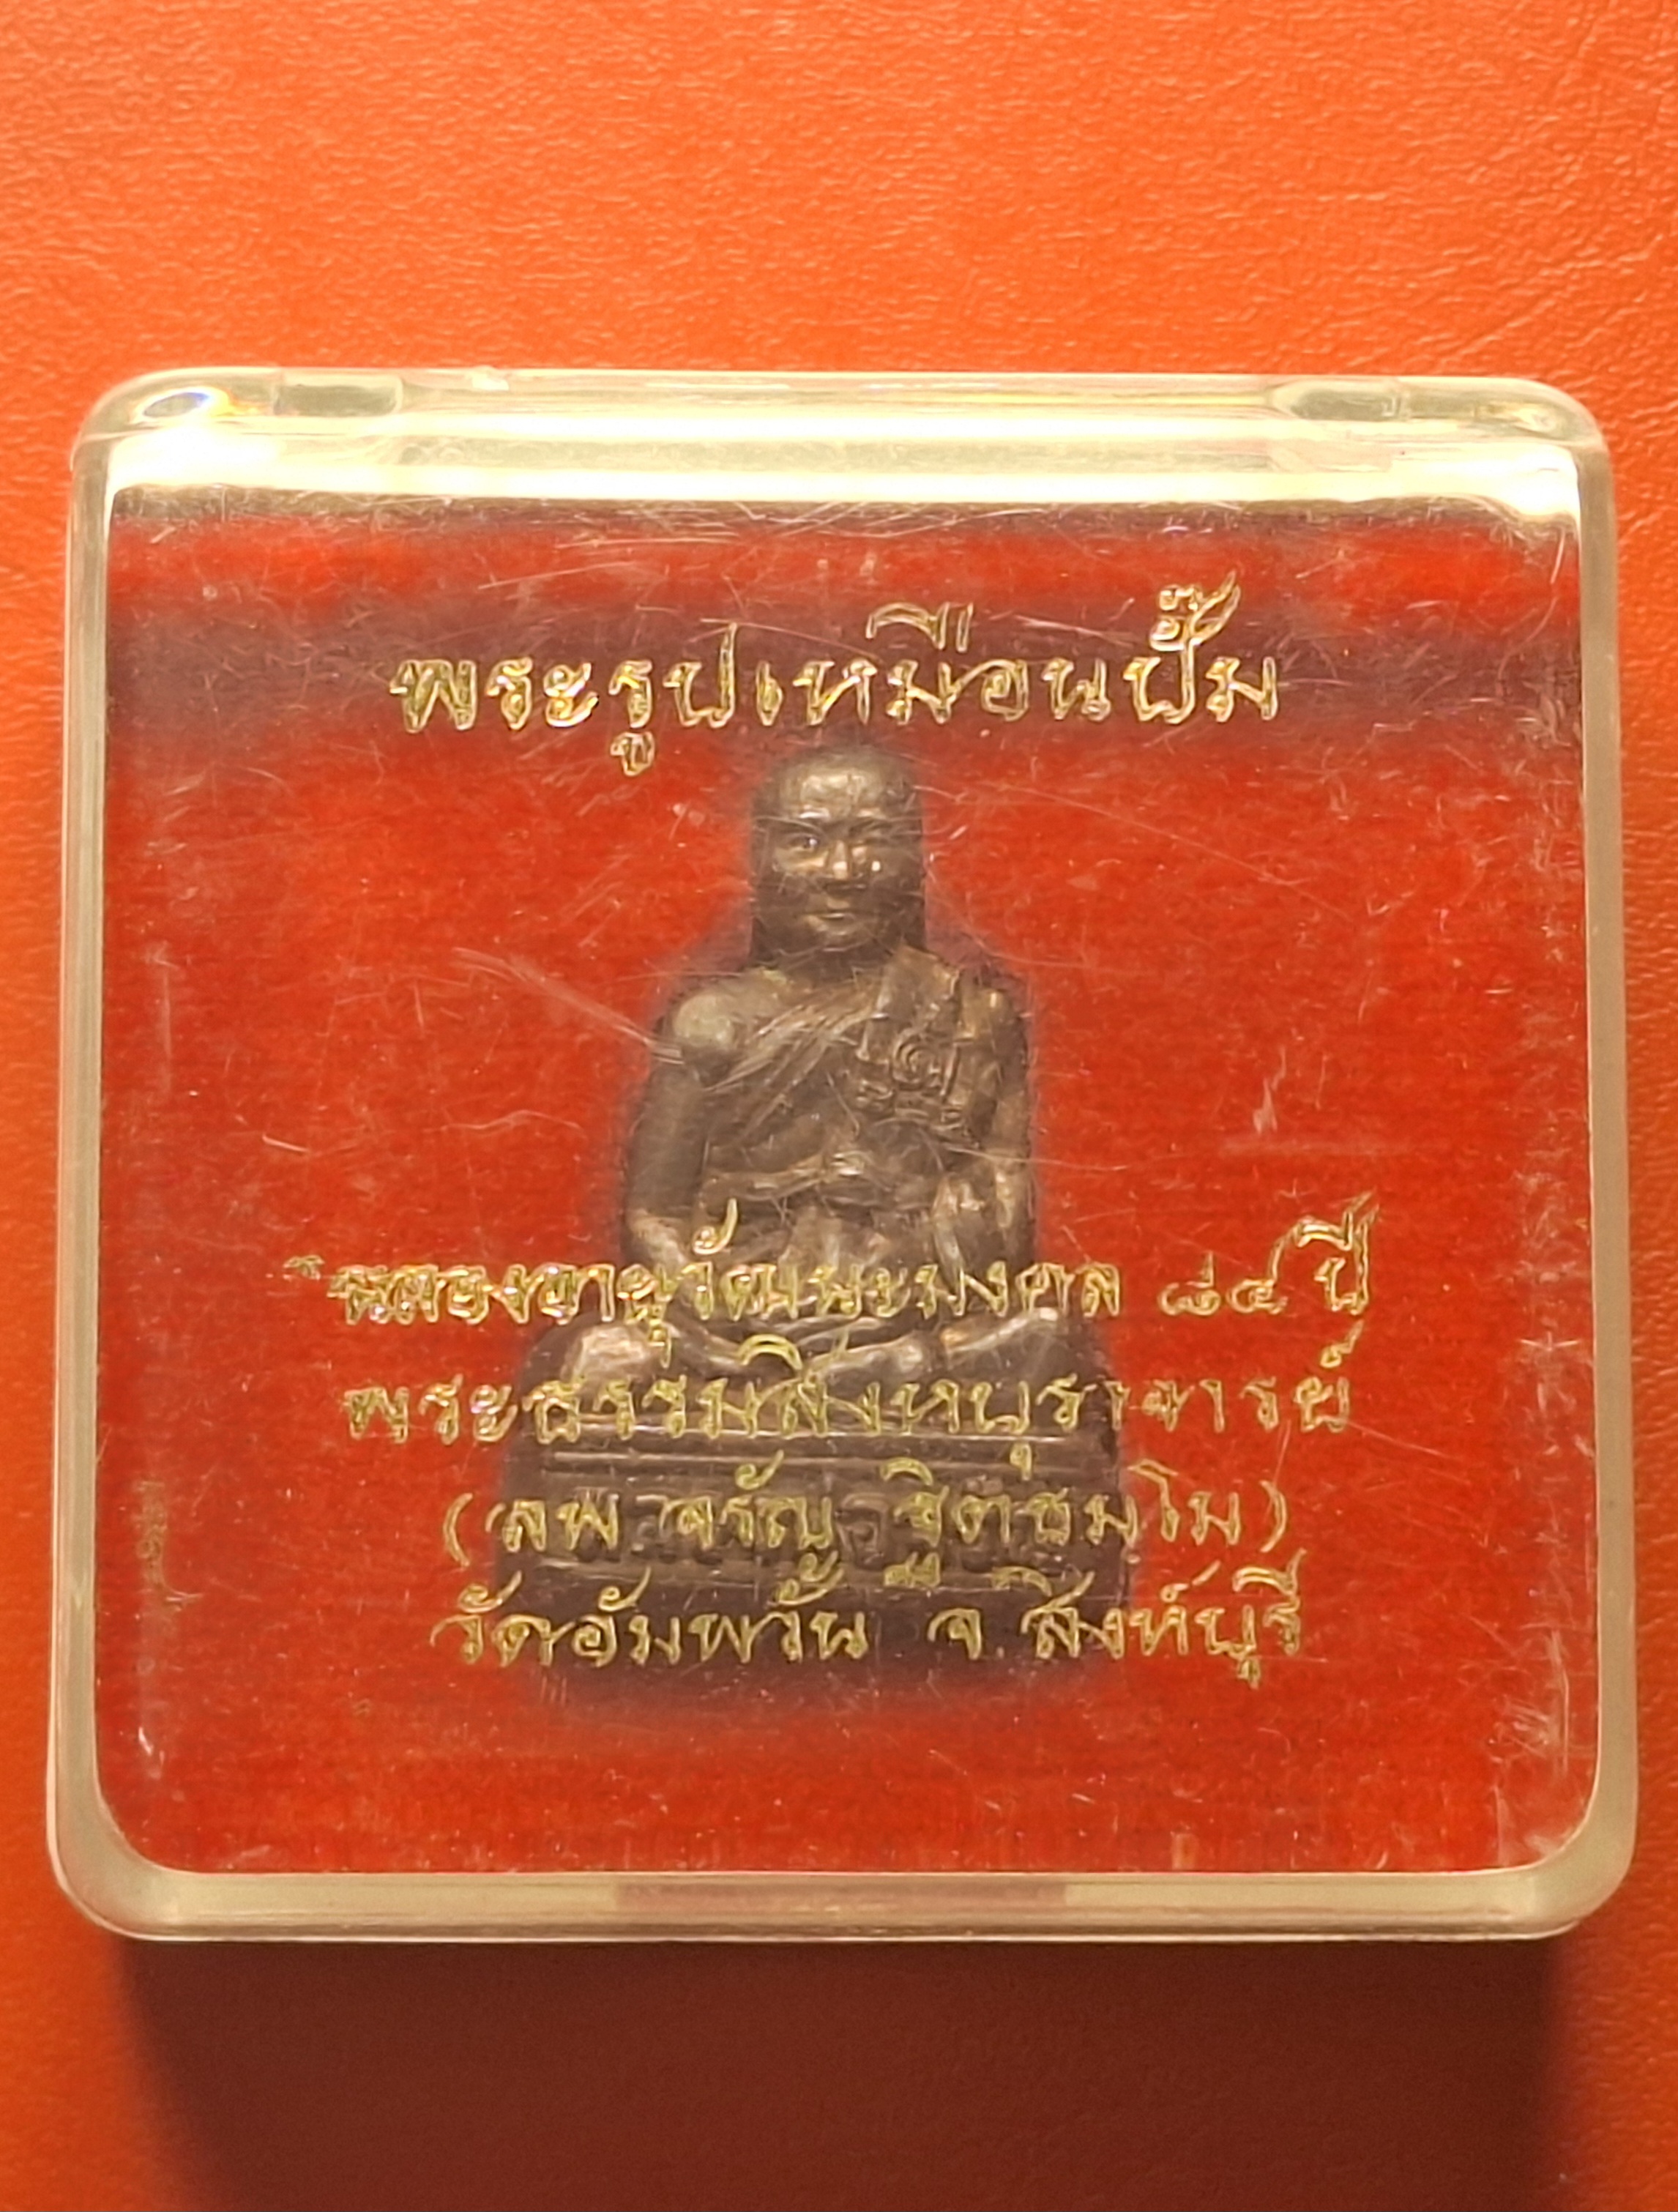 พระรูปเหมือนปั๊ม
ฉลองอายุวัฒนะมงคล ๘๔ ปี
พระธรรมสิงหบุราจารย์
(ลพ จรัญ ฐิตธมฺโม)
วัดอัมพวัน จ.สิงห์บุรี